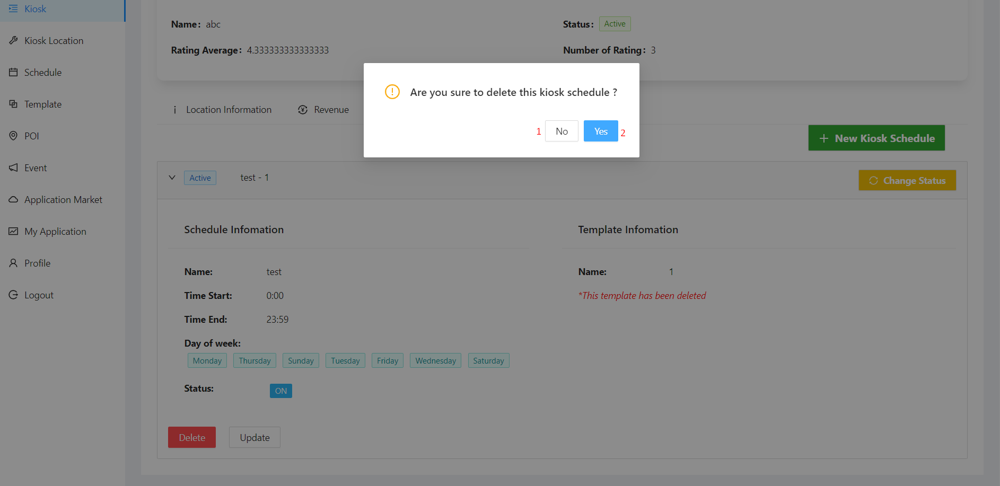 Kiosk
Kiosk Location
Schedule
Template
POI
Event
Application Market
My Application
Profile
Logout
Name: abc
Status: Active
Rating Average: 4.333333333333333
Number of Rating: 3
Are you sure to delete this kiosk schedule ?
1 No Yes 2
Location Information Revenue
New Kiosk Schedule
Active test - 1
Change Status
Schedule Infomation
Name: test
Time Start: 0:00
Time End: 23:59
Day of week:
Monday Thursday Sunday Tuesday Friday Wednesday Saturday
Status: ON
Template Infomation
Name: 1
*This template has been deleted
Delete Update